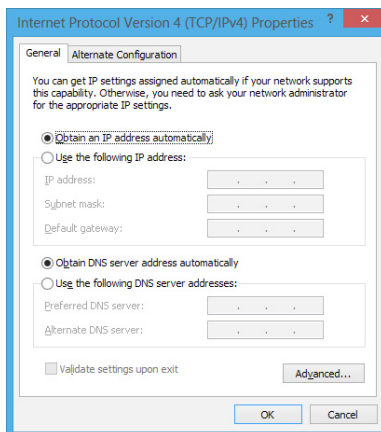 Internet Protocol Version 4 (TCP/IPv4) Properties ? ×
General Alternate Configuration
You can get IP settings assigned automatically if your network supports
this capability. Otherwise, you need to ask your network administrator
for the appropriate IP settings.
Obtain an IP address automatically
Use the following IP address:
IP address: . . .
Subnet mask: . . .
Default gateway: . . .
Obtain DNS server address automatically
Use the following DNS server addresses:
Preferred DNS server: . . .
Alternate DNS server: . . .
Validate settings upon exit
Advanced...
OK Cancel